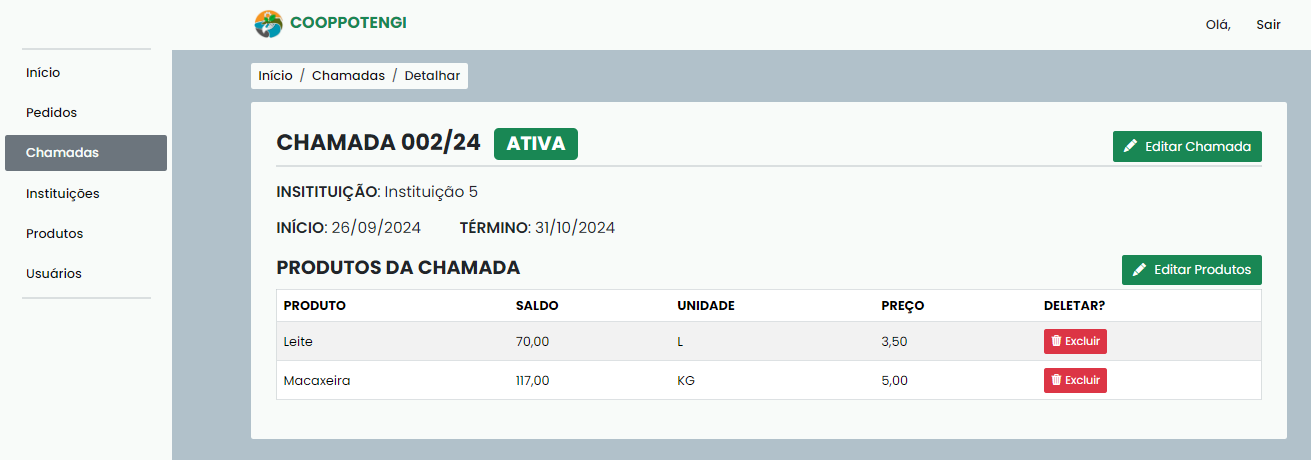 COOPPOTENGI
Olá, Sair
Início
Pedidos
Chamadas
Instituições
Produtos
Usuários
Início / Chamadas / Detalhar
CHAMADA 002/24 ATIVA
Editar Chamada
INSITITUIÇÃO: Instituição 5
INÍCIO: 26/09/2024 TÉRMINO: 31/10/2024
PRODUTOS DA CHAMADA
Editar Produtos
PRODUTO SALDO UNIDADE PREÇO DELETAR?
Leite 70,00 L 3,50 Excluir
Macaxeira 117,00 KG 5,00 Excluir